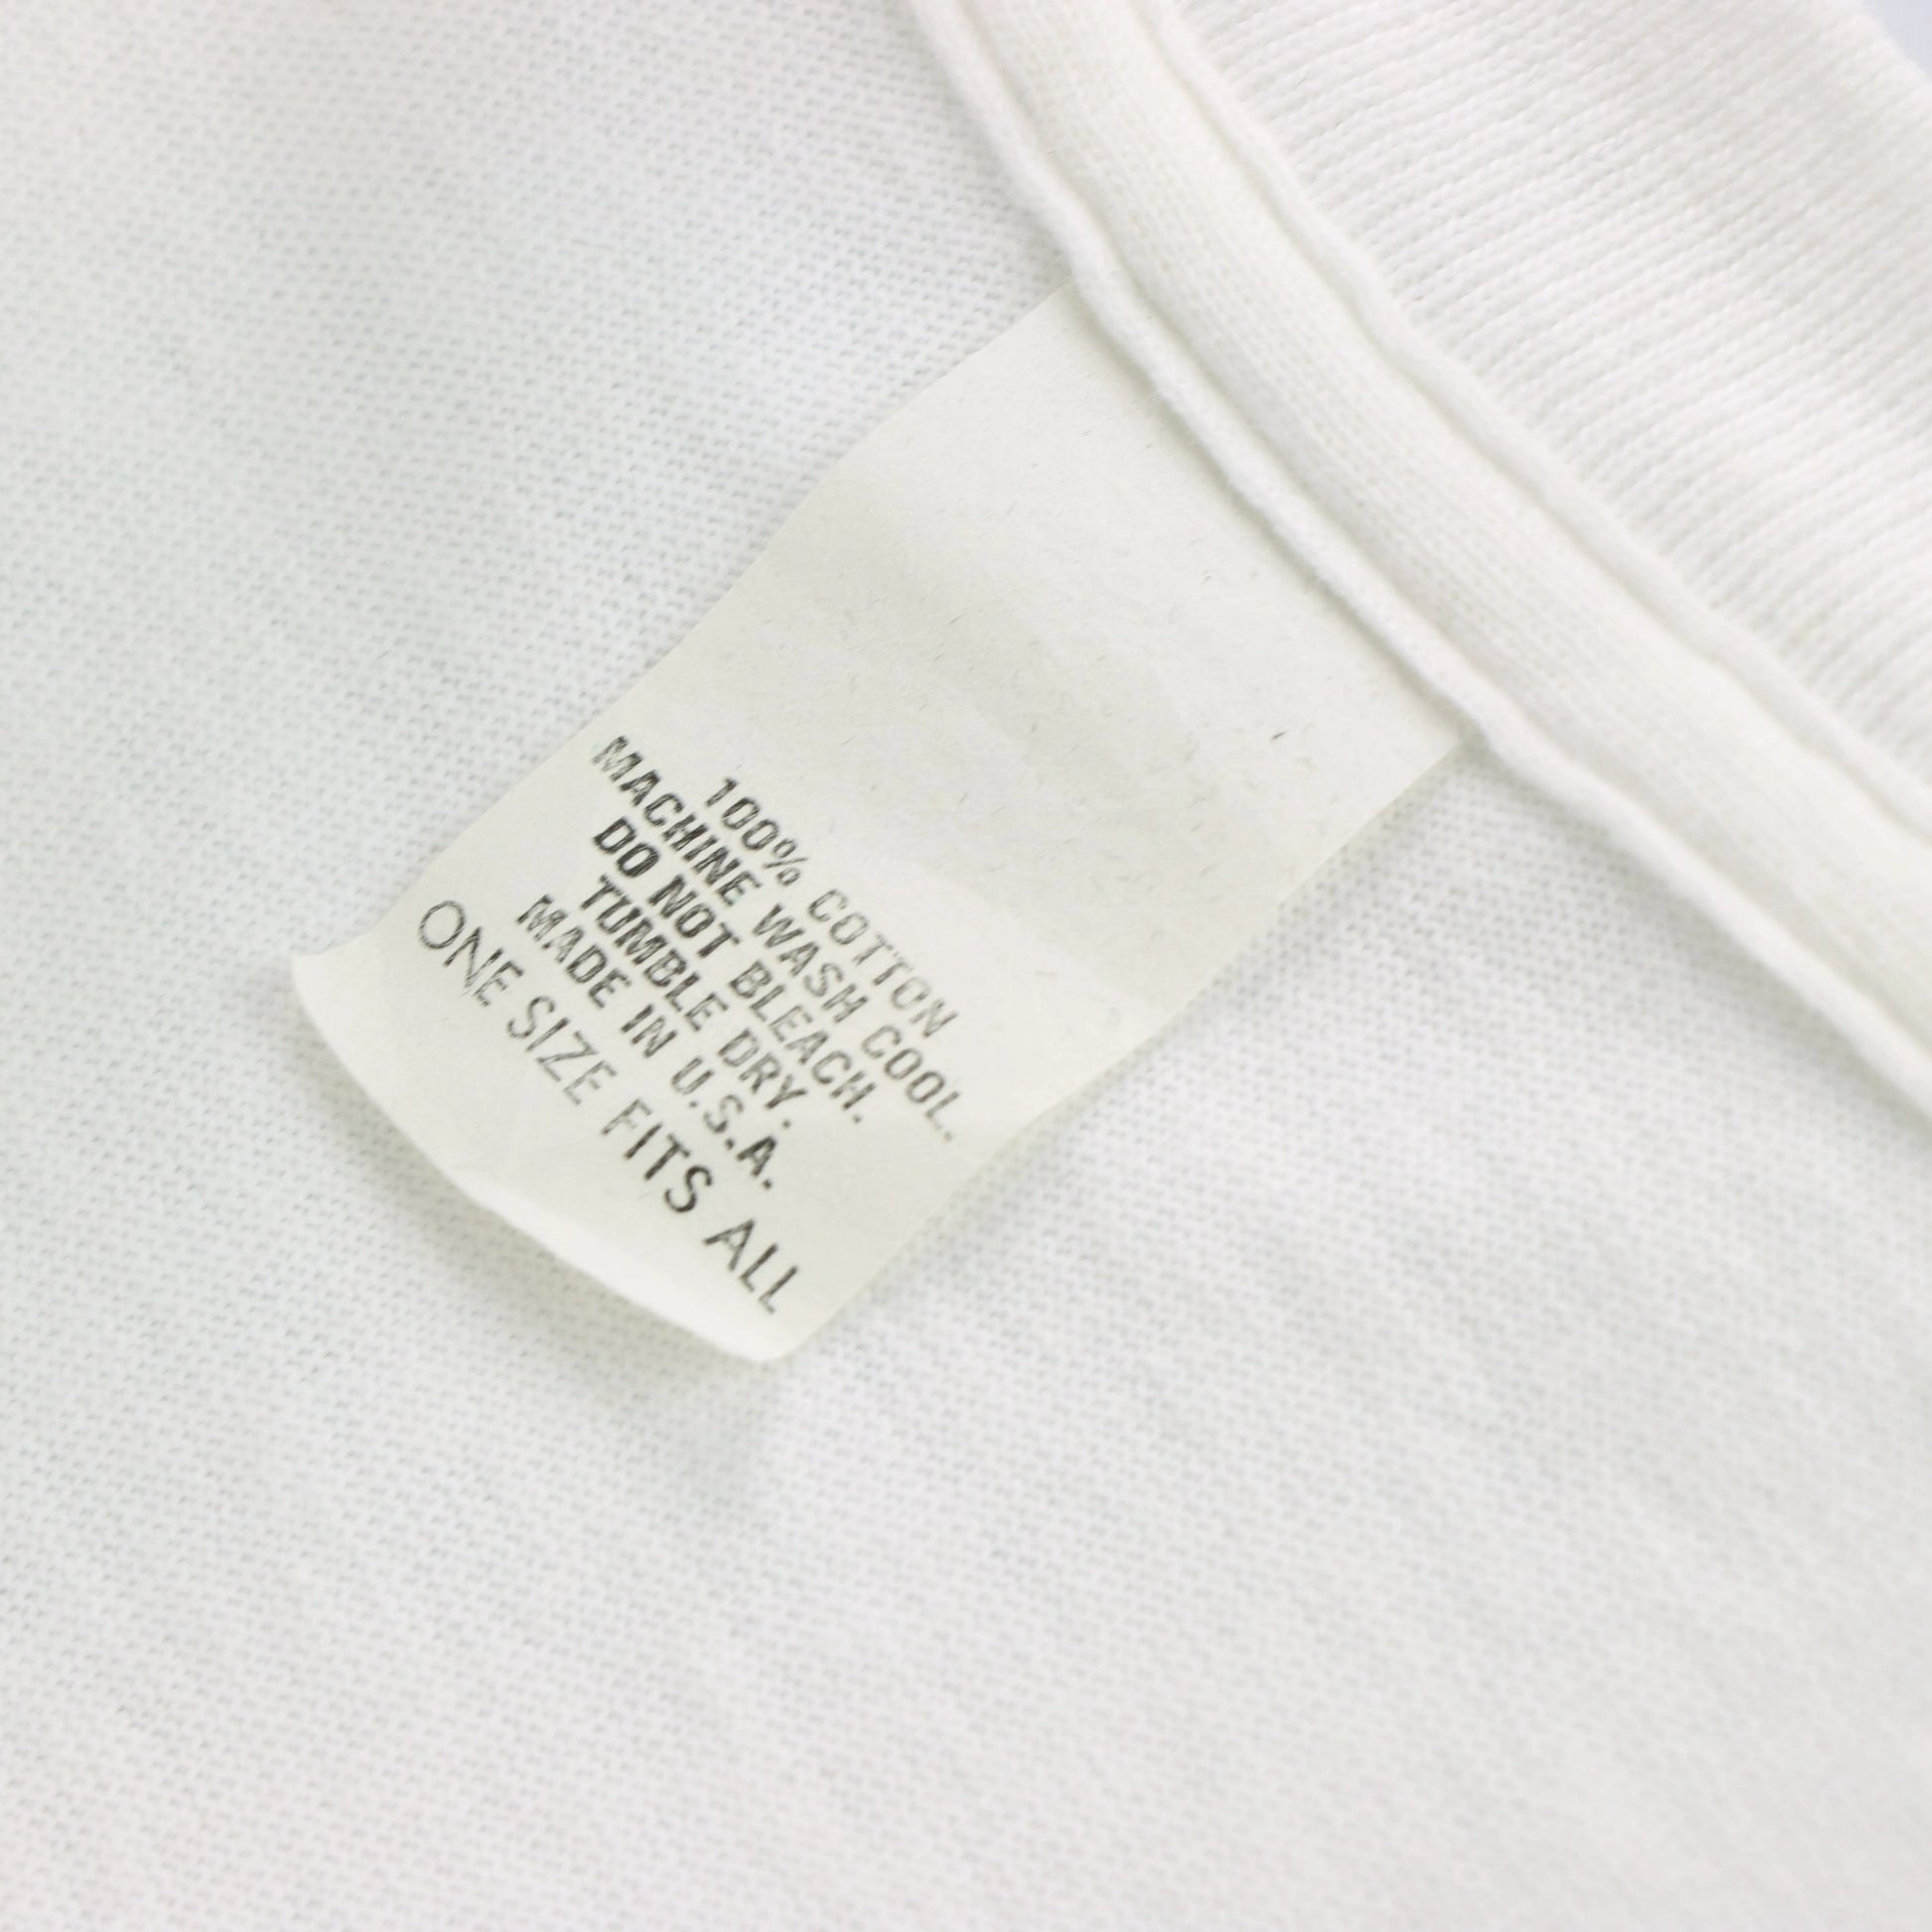 100% COTTON
MACHINE WASH COOL.
DO NOT BLEACH.
TUMBLE DRY.
MADE IN U.S.A.
ONE SIZE FITS ALL